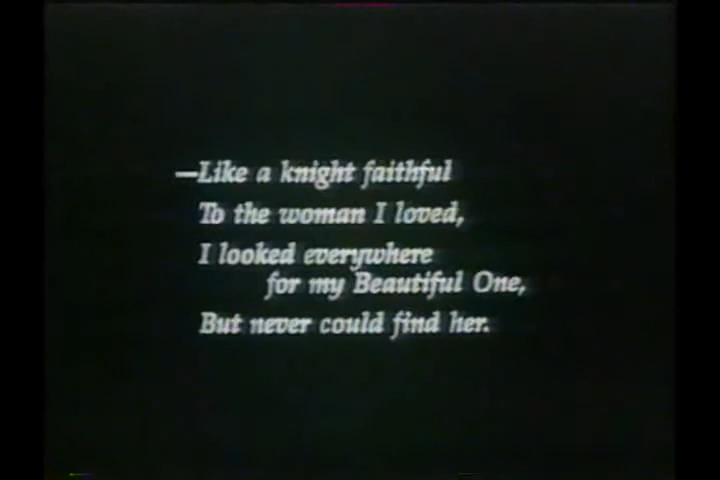 —Like a knight faithful
To the woman I loved,
I looked everywhere
for my Beautiful One,
But never could find her.